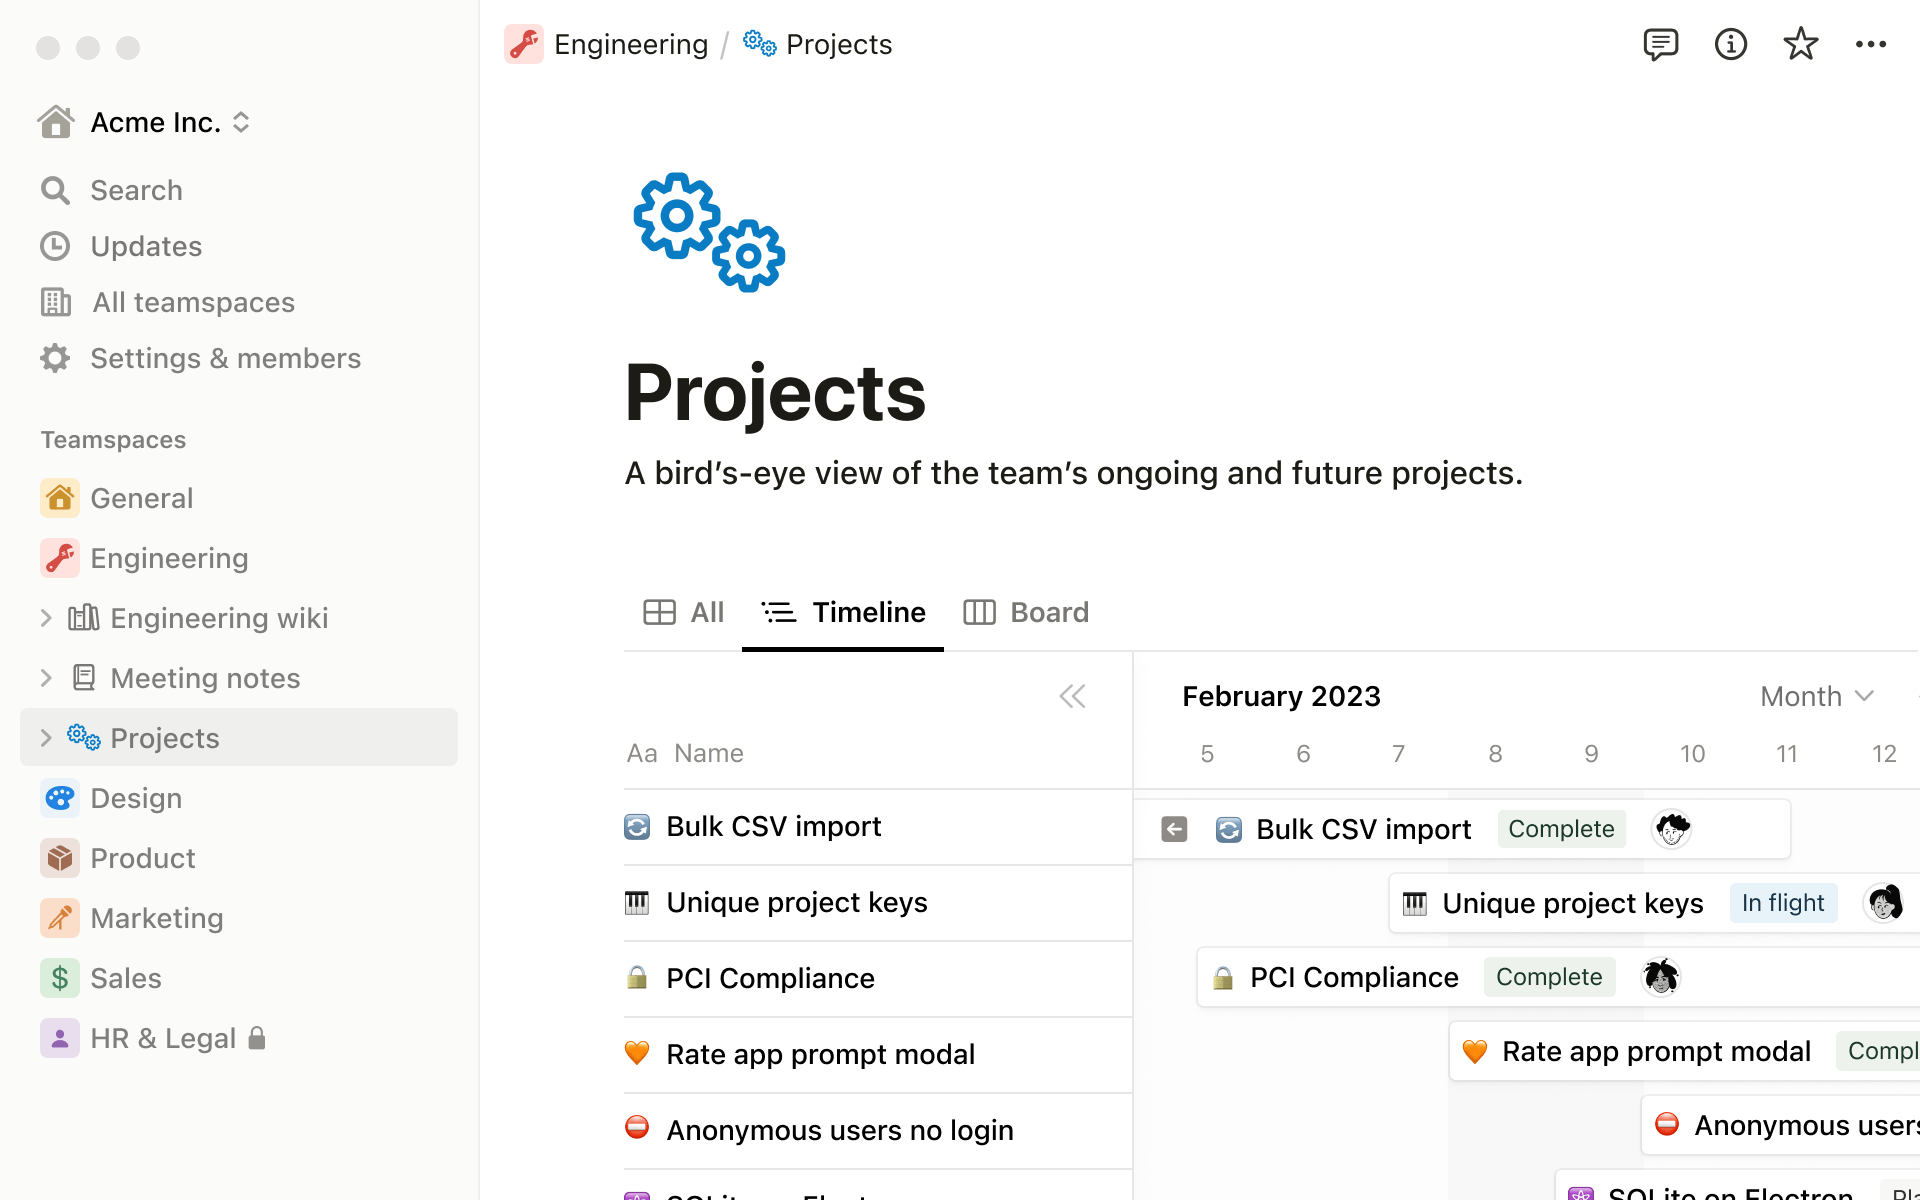 Acme Inc.
Search
Updates
All teamspaces
Settings & members
Teamspaces
General
Engineering
Engineering wiki
Meeting notes
Projects
Design
Product
Marketing
Sales
HR & Legal
Engineering / Projects
Projects
A bird’s-eye view of the team’s ongoing and future projects.
All Timeline Board
February 2023 Month
Aa Name 5 6 7 8 9 10 11 12
Bulk CSV import
Unique project keys
PCI Compliance
Rate app prompt modal
Anonymous users no login
Bulk CSV import Complete
Unique project keys In flight
PCI Compliance Complete
Rate app prompt modal Compl
Anonymous users
SQLite on Electron